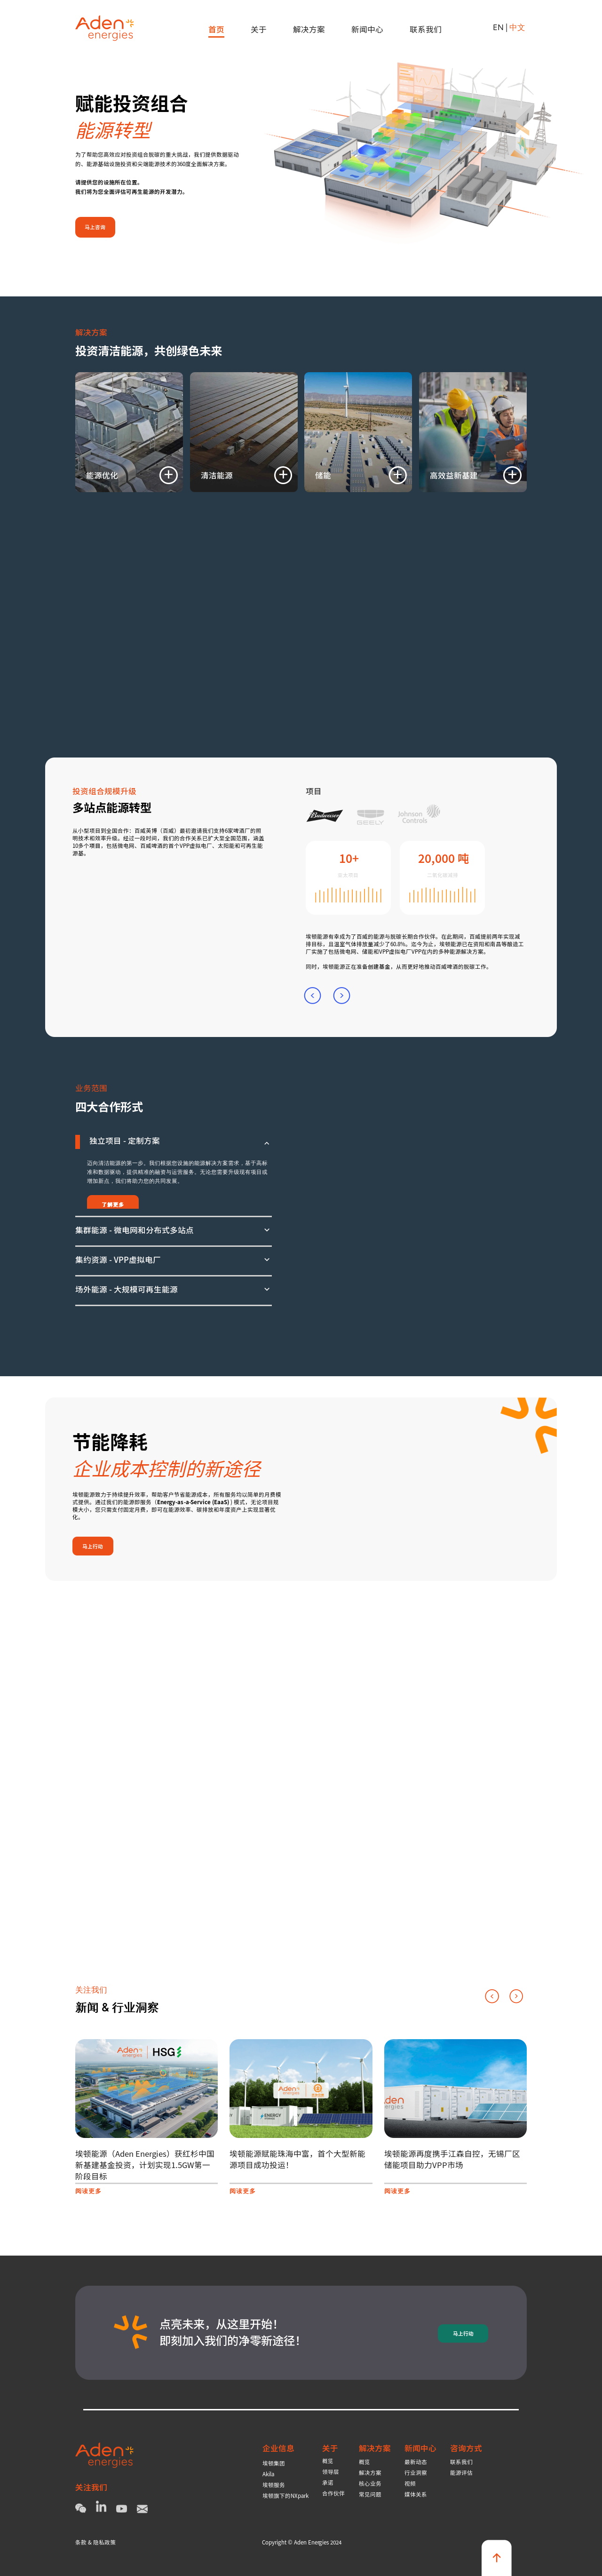 Aden
energies
首页
关于
解决方案
新闻中心
联系我们
EN | 中文
赋能投资组合
能源转型
为了帮助您高效应对投资组合脱碳的重大挑战，我们提供数据驱动
的、能源基础设施投资和尖端能源技术的360度全面解决方案。
请提供您的设施所在位置，
我们将为您全面评估可再生能源的开发潜力。
马上咨询
解决方案
投资清洁能源，共创绿色未来
能源优化
清洁能源
储能
高效益新基建
投资组合规模升级
多站点能源转型
从小型项目到全国合作：百威英博（百威）最初邀请我们支持6家啤酒厂的照
明技术和效率升级。经过一段时间，我们的合作关系已扩大至全国范围，涵盖
10多个项目，包括微电网、百威啤酒的首个VPP虚拟电厂、太阳能和可再生能
源基。
项目
Budweiser
GEELY
Johnson
Controls
10+
20,000 吨
埃顿能源有幸成为了百威的能源与脱碳长期合作伙伴。在此期间，百威提前两年实现减
排目标，且温室气体排放量减少了60.8%。迄今为止，埃顿能源已在资阳和南昌等酿造工
厂实施了包括微电网、储能和VPP虚拟电厂VPP在内的多种能源解决方案。
同时，埃顿能源正在准备创建基金，从而更好地推动百威啤酒的脱碳工作。
业务范围
四大合作形式
独立项目 - 定制方案
迈向清洁能源的第一步。我们根据您设施的能源解决方案需求，基于高标
准和数据驱动，提供精准的融资与运营服务。无论您需要升级现有项目或
增加新点，我们将助力您的共同发展。
了解更多
集群能源 - 微电网和分布式多站点
集约资源 - VPP虚拟电厂
场外能源 - 大规模可再生能源
节能降耗
企业成本控制的新途径
埃顿能源致力于持续提升效率，帮助客户节省能源成本，所有服务均以简单的月费模
式提供。通过我们的能源即服务（Energy-as-a-Service (EaaS) ) 模式，无论项目规
模大小，您只需支付固定月费，即可在能源效率、碳排放和年度资产上实现显著优
化。
马上行动
关注我们
新闻 & 行业洞察
Aden
energies
HSG
埃顿能源（Aden Energies）获红杉中国
新基建基金投资，计划实现1.5GW第一
阶段目标
阅读更多
埃顿能源赋能珠海中富，首个大型新能
源项目成功投运！
阅读更多
埃顿能源再度携手江森自控，无锡厂区
储能项目助力VPP市场
阅读更多
点亮未来，从这里开始！
即刻加入我们的净零新途径！
马上行动
Aden
energies
关注我们
企业信息
埃顿集团
Akila
埃顿服务
埃顿旗下的NXpark
关于
概览
领导层
承诺
合作伙伴
解决方案
概览
解决方案
核心业务
常见问题
新闻中心
最新动态
行业洞察
视频
媒体关系
咨询方式
联系我们
能源评估
条款 & 隐私政策
Copyright © Aden Energies 2024